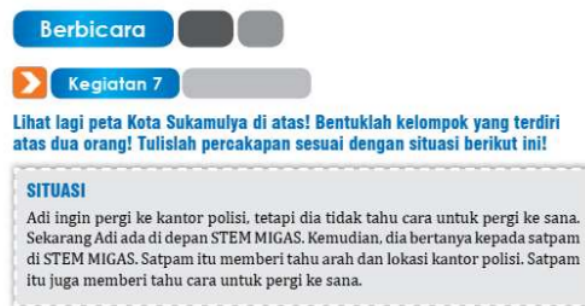 Berbicara
Kegiatan 7
Lihat lagi peta Kota Sukamulya di atas! Bentuklah kelompok yang terdiri
atas dua orang! Tulislah percakapan sesuai dengan situasi berikut ini!
SITUASI
Adi ingin pergi ke kantor polisi, tetapi dia tidak tahu cara untuk pergi ke sana.
Sekarang Adi ada di depan STEM MIGAS. Kemudian, dia bertanya kepada satpam
di STEM MIGAS. Satpam itu memberi tahu arah dan lokasi kantor polisi. Satpam
itu juga memberi tahu cara untuk pergi ke sana.